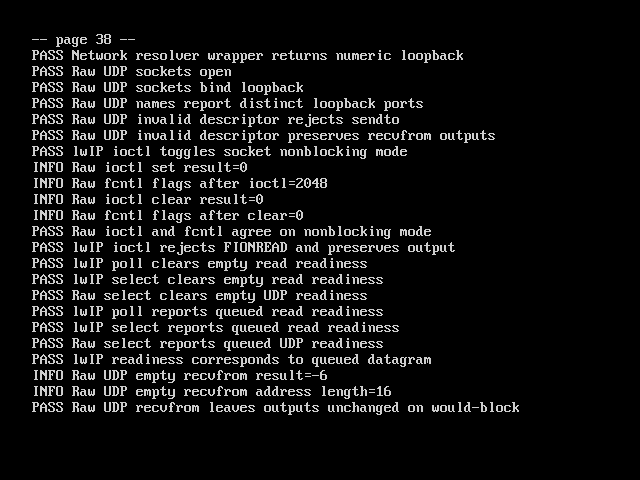 -- page 38 --
PASS Network resolver wrapper returns numeric loopback
PASS Raw UDP sockets open
PASS Raw UDP sockets bind loopback
PASS Raw UDP names report distinct loopback ports
PASS Raw UDP invalid descriptor rejects sendto
PASS Raw UDP invalid descriptor preserves recvfrom outputs
PASS lwIP ioctl toggles socket nonblocking mode
INFO Raw ioctl set result=0
INFO Raw fcntl flags after ioctl=2048
INFO Raw ioctl clear result=0
INFO Raw fcntl flags after clear=0
PASS Raw ioctl and fcntl agree on nonblocking mode
PASS lwIP ioctl rejects FIONREAD and preserves output
PASS lwIP poll clears empty read readiness
PASS lwIP select clears empty read readiness
PASS Raw select clears empty UDP readiness
PASS lwIP poll reports queued read readiness
PASS lwIP select reports queued read readiness
PASS Raw select reports queued UDP readiness
PASS lwIP readiness corresponds to queued datagram
INFO Raw UDP empty recvfrom result=-6
INFO Raw UDP empty recvfrom address length=16
PASS Raw UDP recvfrom leaves outputs unchanged on would-block